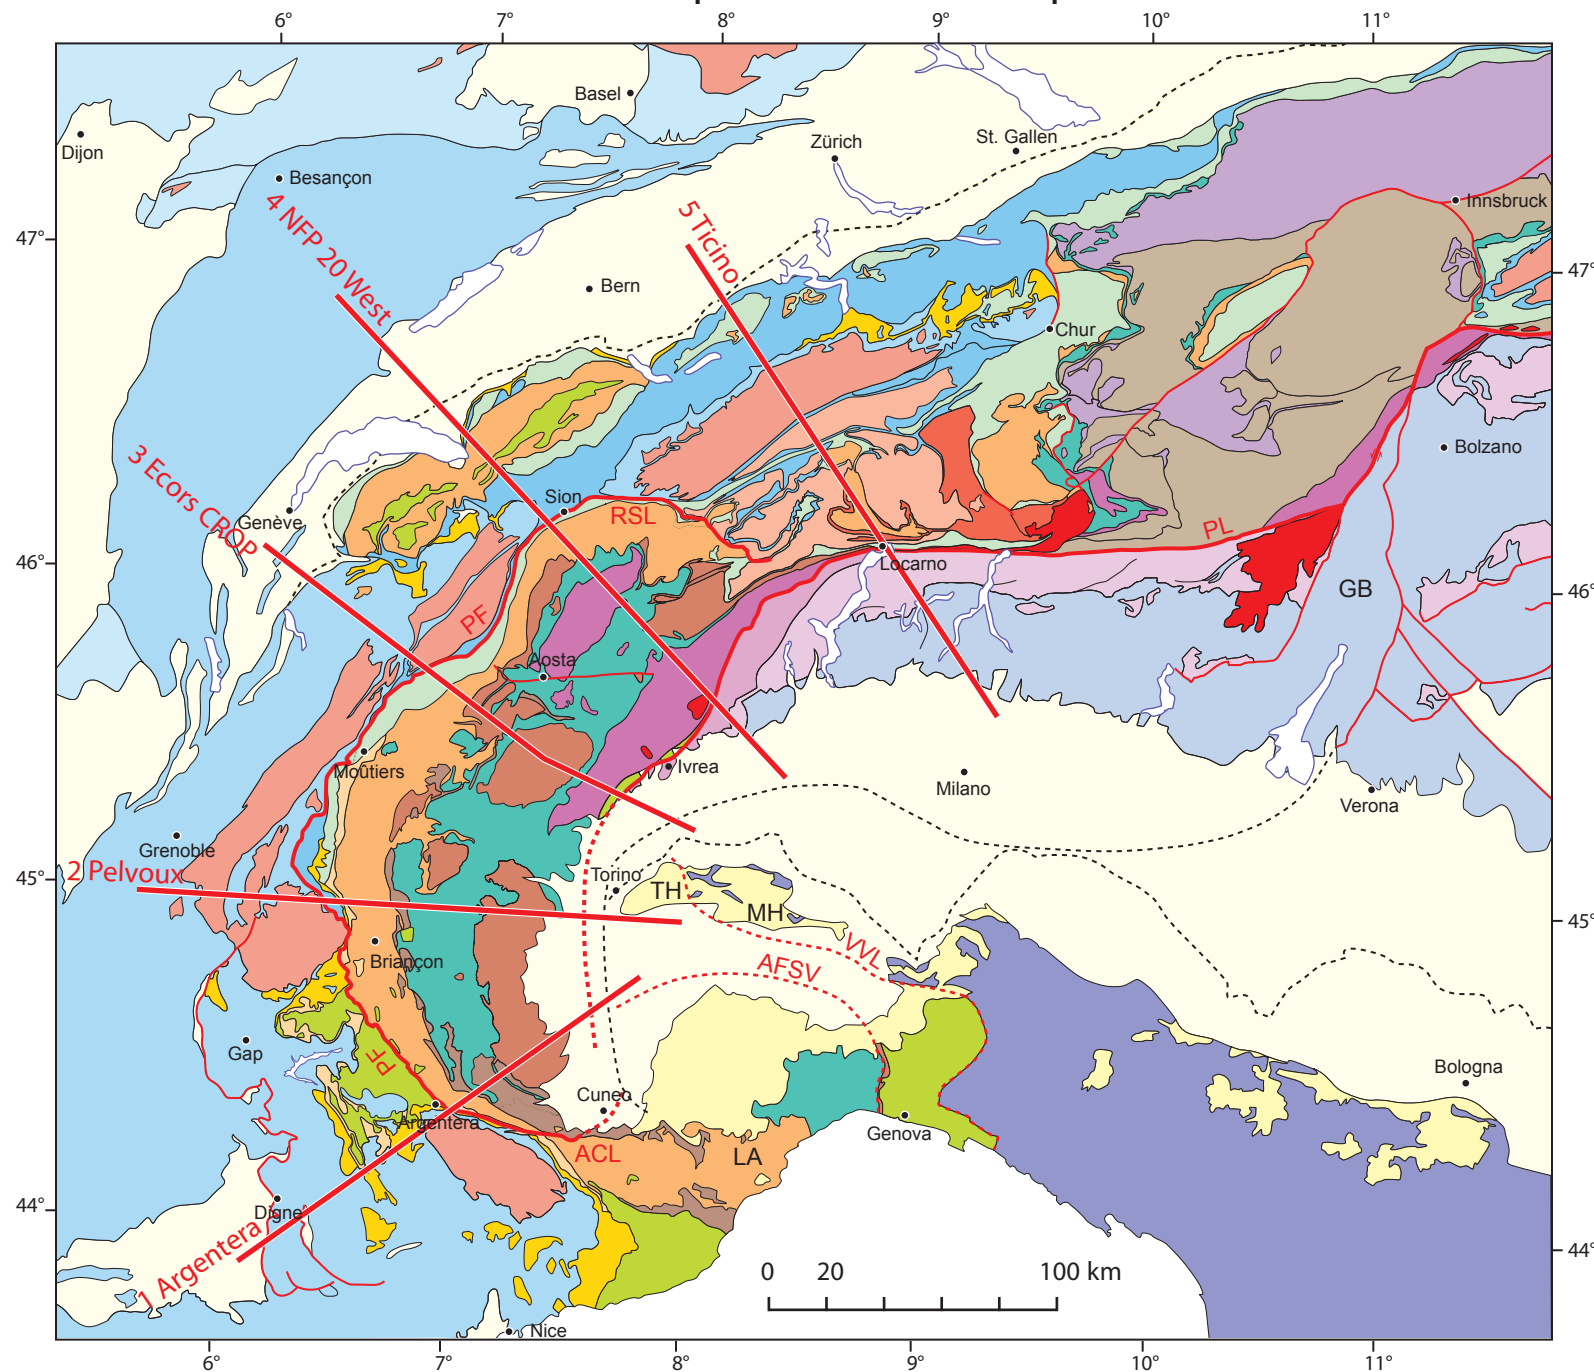 6° 7° 8° 9° 10° 11°
Basel
Dijon
Zürich
St. Gallen
Besançon
Innsbruck
4 NFP 20 West
5 Ticino
47°
47°
Bern
Chur
3 Ecors CROP
Bolzano
Sion
RSL
Genève
PL
46°
Locarno
GB
46°
PF
Aosta
Moûtiers
Ivrea
Milano
Verona
Grenoble
2 Pelvoux
45°
Torino
TH
MH
45°
Briançon
VVL
AFSV
Gap
PF
Bologna
Cuneo
Argentera
Genova
ACL
LA
44°
Digne
44°
1 Argentera
0 20 100 km
Nice
6° 7° 8° 9° 10° 11°